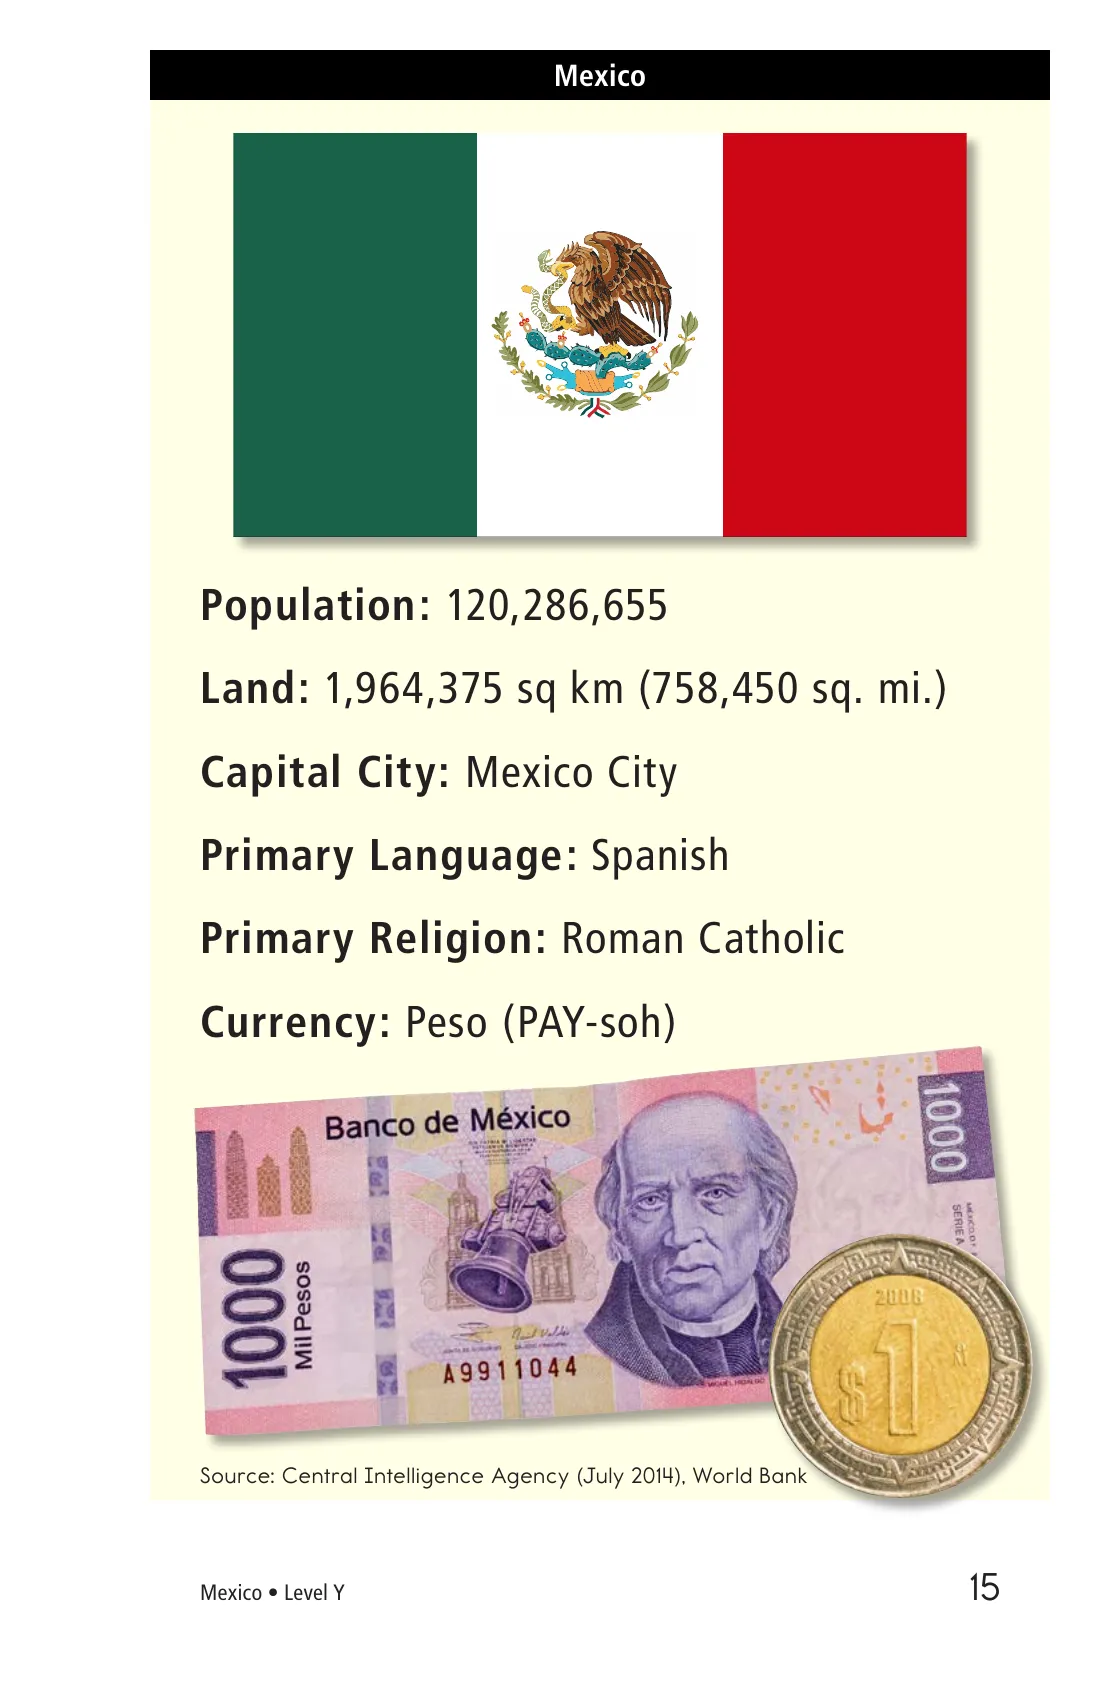 Mexico
Population: 120,286,655
Land: 1,964,375 sq km (758,450 sq. mi.)
Capital City: Mexico City
Primary Language: Spanish
Primary Religion: Roman Catholic
Currency: Peso (PAY-soh)
Banco de México
1000
1000
Mil Pesos
SERIE A
A9911044
MIGUEL HIDALGO
2008
$1
Source: Central Intelligence Agency (July 2014), World Bank
Mexico • Level Y
15